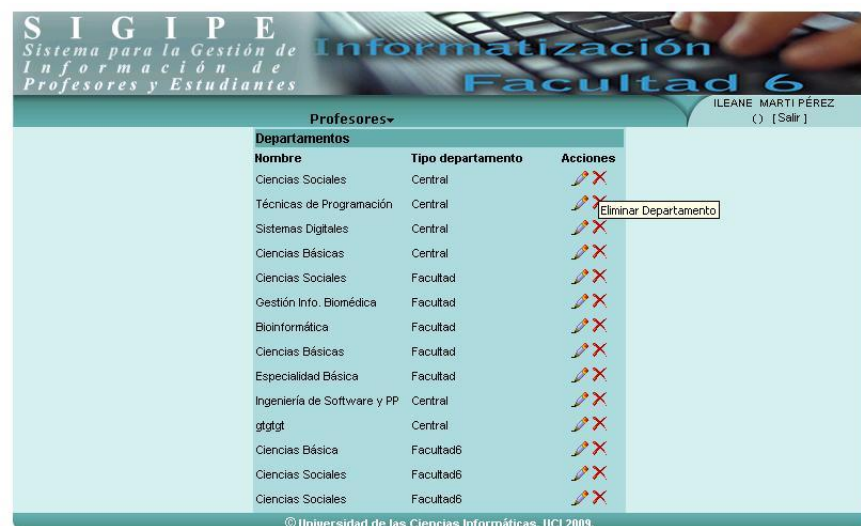 S I G I P E
Sistema para la Gestión de
Información de
Profesores y Estudiantes
Informatización
Facultad 6
ILEANE MARTI PÉREZ
() [ Salir ]
Profesores
Departamentos
Nombre Tipo departamento Acciones
Ciencias Sociales Central
Técnicas de Programación Central
Eliminar Departamento
Sistemas Digitales Central
Ciencias Básicas Central
Ciencias Sociales Facultad
Gestión Info. Biomédica Facultad
Bioinformática Facultad
Ciencias Básicas Facultad
Especialidad Básica Facultad
Ingeniería de Software y PP Central
gtgtgt Central
Ciencias Básica Facultad6
Ciencias Sociales Facultad6
Ciencias Sociales Facultad6
© Universidad de las Ciencias Informáticas. UCI 2009.